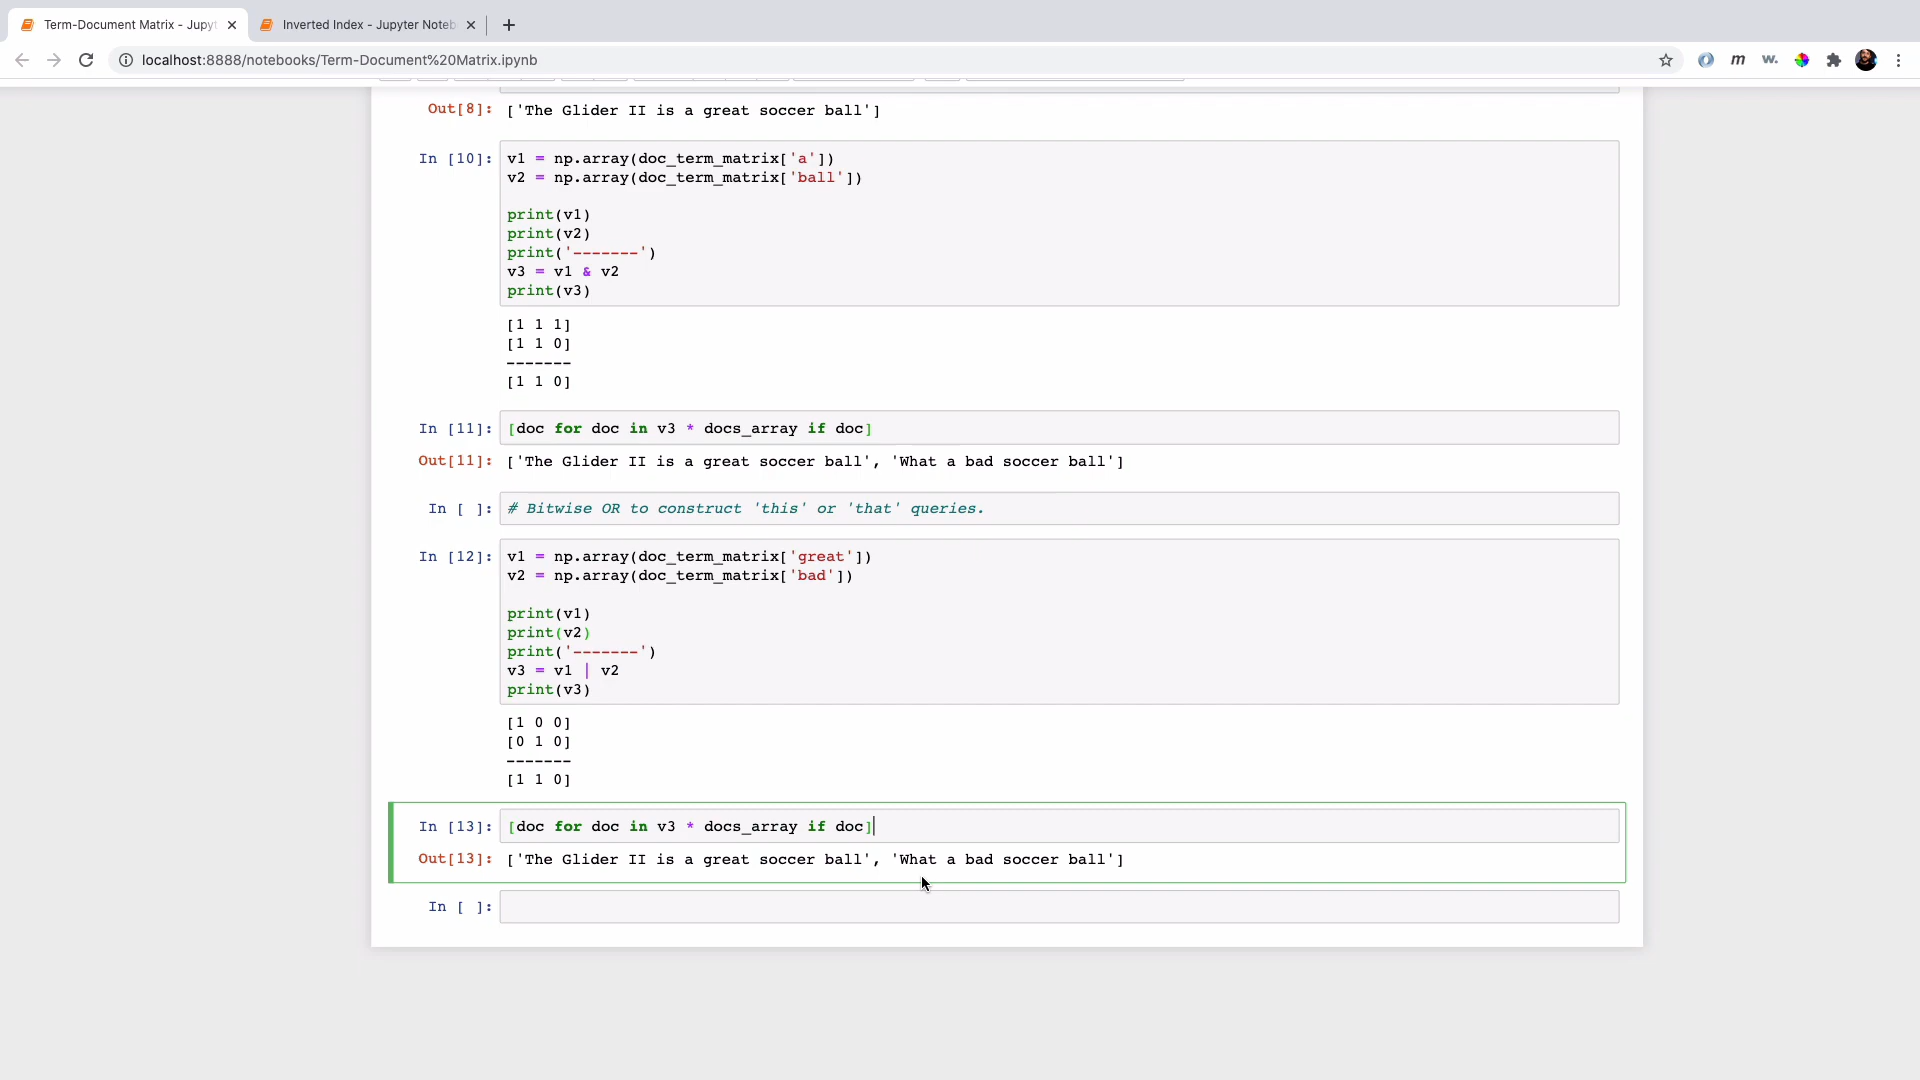 Term-Document Matrix - Jupyt
Inverted Index - Jupyter Noteb
localhost:8888/notebooks/Term-Document%20Matrix.ipynb
m
w.
Out[8]: ['The Glider II is a great soccer ball']
In [10]: v1 = np.array(doc_term_matrix['a'])
v2 = np.array(doc_term_matrix['ball'])
print(v1)
print(v2)
print('-------')
v3 = v1 & v2
print(v3)
[1 1 1]
[1 1 0]
-------
[1 1 0]
In [11]: [doc for doc in v3 * docs_array if doc]
Out[11]: ['The Glider II is a great soccer ball', 'What a bad soccer ball']
In [ ]: # Bitwise OR to construct 'this' or 'that' queries.
In [12]: v1 = np.array(doc_term_matrix['great'])
v2 = np.array(doc_term_matrix['bad'])
print(v1)
print(v2)
print('-------')
v3 = v1 | v2
print(v3)
[1 0 0]
[0 1 0]
-------
[1 1 0]
In [13]: [doc for doc in v3 * docs_array if doc]
Out[13]: ['The Glider II is a great soccer ball', 'What a bad soccer ball']
In [ ]: